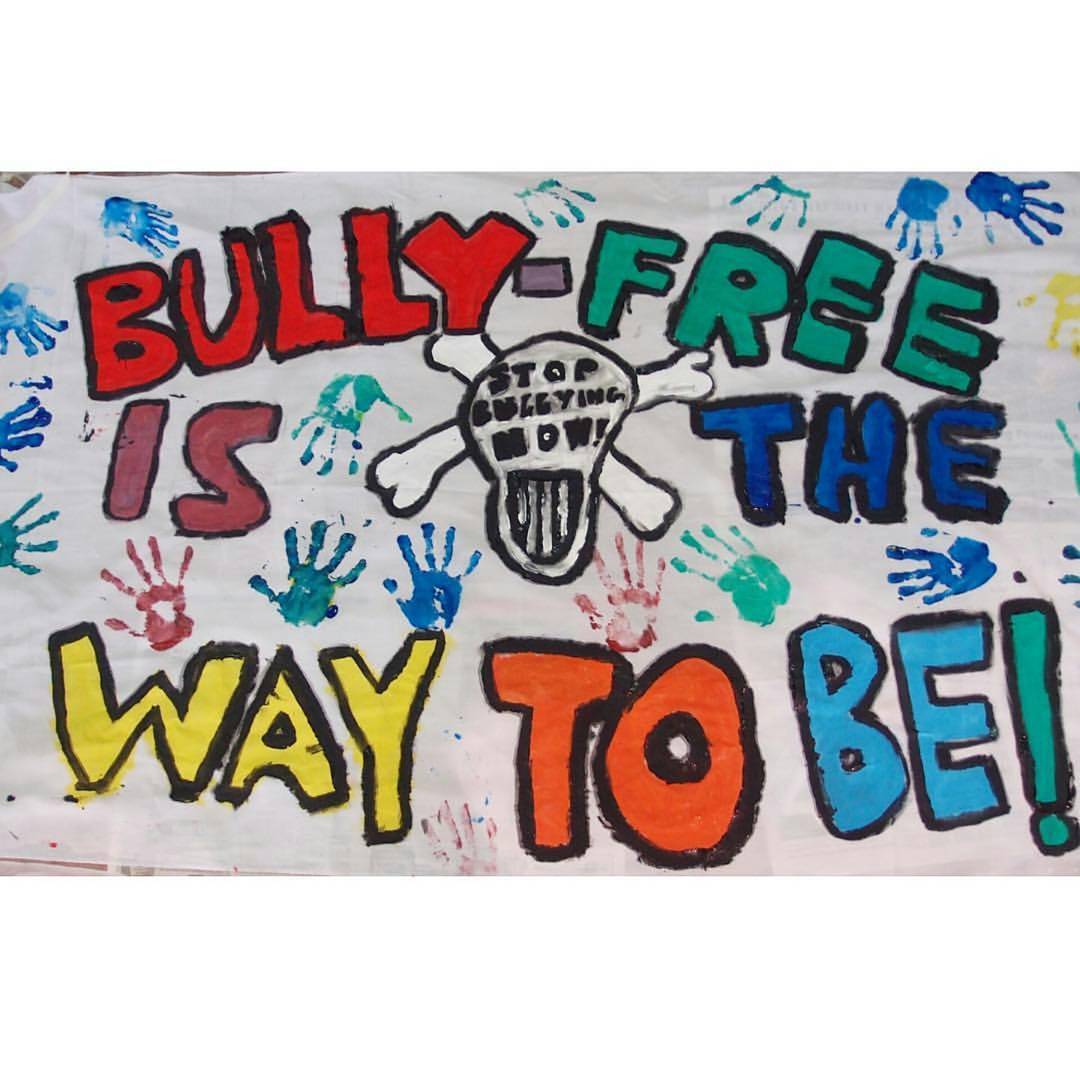 BULLY-FREE
IS THE
WAY TO BE!
STOP
BULLYING
NOW!